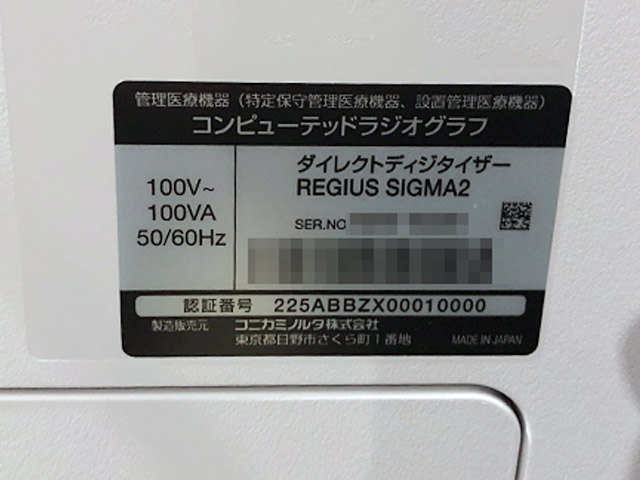 管理医療機器（特定保守管理医療機器、設置管理医療機器）
コンピューテッドラジオグラフ
100V~
100VA
50/60Hz
ダイレクトディジタイザー
REGIUS SIGMA2
SER.NO
認証番号 225ABBZX00010000
製造販売元 コニカミノルタ株式会社
東京都日野市さくら町1番地
MADE IN JAPAN